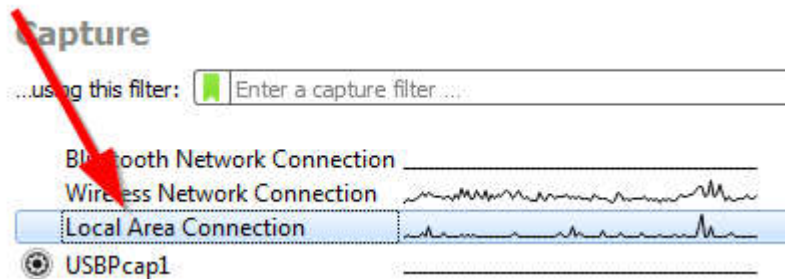 Capture
...using this filter: Enter a capture filter ...
Bluetooth Network Connection
Wireless Network Connection
Local Area Connection
USBPcap1